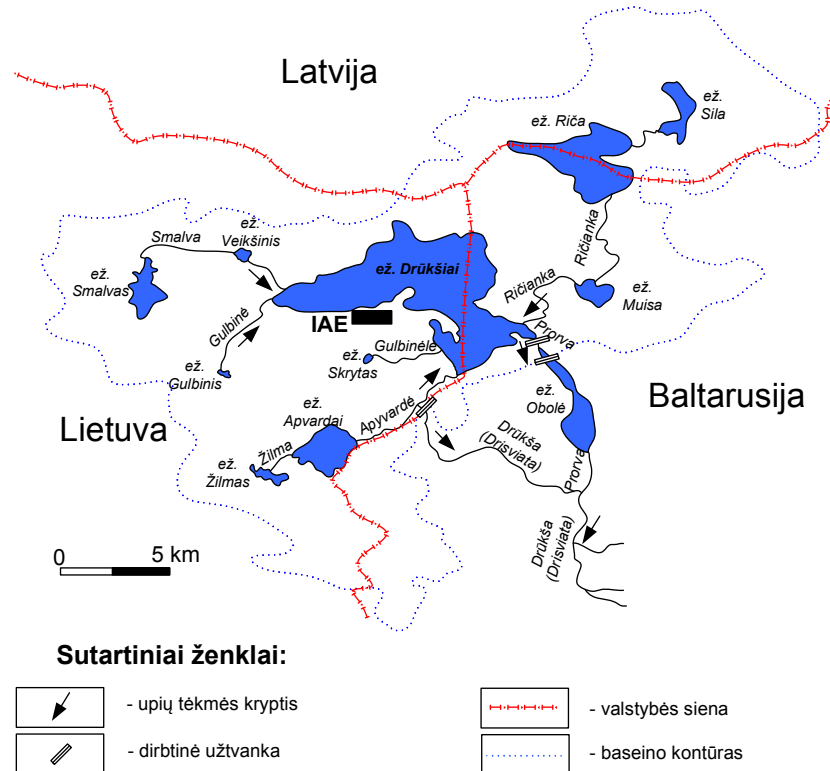 Latvija
ež.
Sila
ež. Riča
Smalva
ež.
Veikšinis
Ričianka
ež.
Smalvas
ež. Drūkšiai
Ričianka
ež.
Muisa
Gulbinė
IAE
Prorva
Gulbinėlė
ež.
Skrytas
ež.
Gulbinis
Baltarusija
ež.
Obolė
Lietuva
ež.
Apvardai
Apyvardė
Drūkša
(Drisviata)
Žilma
ež.
Žilmas
Prorva
0 5 km
Drūkša
(Drisviata)
Sutartiniai ženklai:
- upių tėkmės kryptis
- valstybės siena
- dirbtinė užtvanka
- baseino kontūras